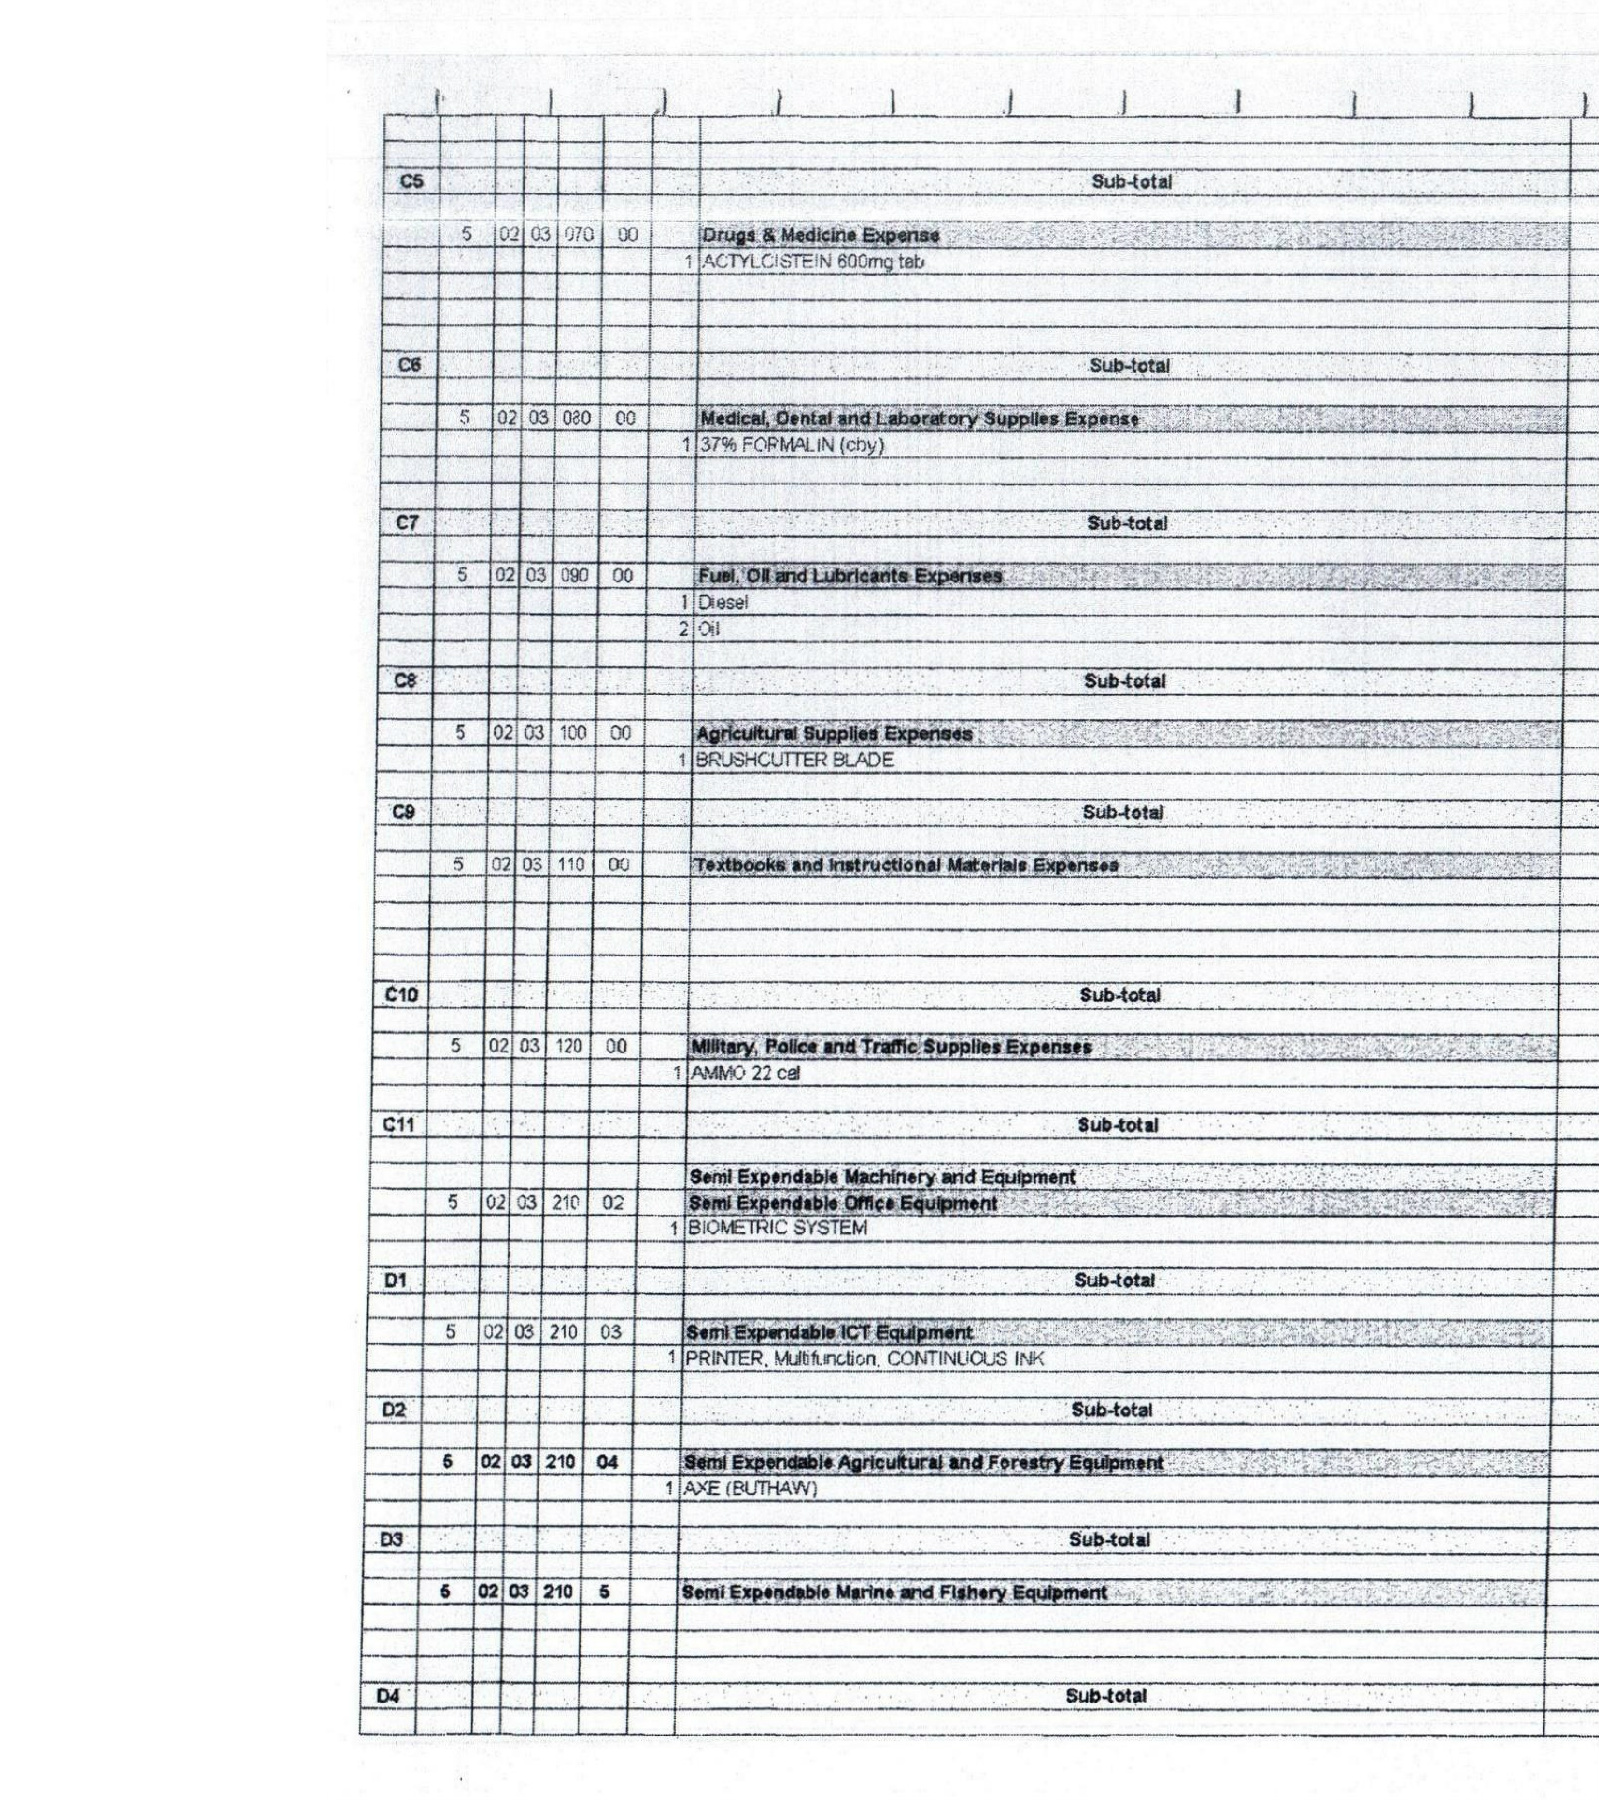 C5 Sub-total
5 02 03 070 00 Drugs & Medicine Expense
1 ACTYLCISTEIN 600mg tab
C6 Sub-total
5 02 03 080 00 Medical, Dental and Laboratory Supplies Expense
1 37% FORMALIN (cby)
C7 Sub-total
5 02 03 090 00 Fuel, Oil and Lubricants Expenses
1 Diesel
2 Oil
C8 Sub-total
5 02 03 100 00 Agricultural Supplies Expenses
1 BRUSHCUTTER BLADE
C9 Sub-total
5 02 03 110 00 Textbooks and Instructional Materials Expenses
C10 Sub-total
5 02 03 120 00 Military, Police and Traffic Supplies Expenses
1 AMMO 22 cal
C11 Sub-total
Semi Expendable Machinery and Equipment
5 02 03 210 02 Semi Expendable Office Equipment
1 BIOMETRIC SYSTEM
D1 Sub-total
5 02 03 210 03 Semi Expendable ICT Equipment
1 PRINTER, Multifunction, CONTINUOUS INK
D2 Sub-total
5 02 03 210 04 Semi Expendable Agricultural and Forestry Equipment
1 AXE (BUTHAW)
D3 Sub-total
5 02 03 210 5 Semi Expendable Marine and Fishery Equipment
D4 Sub-total